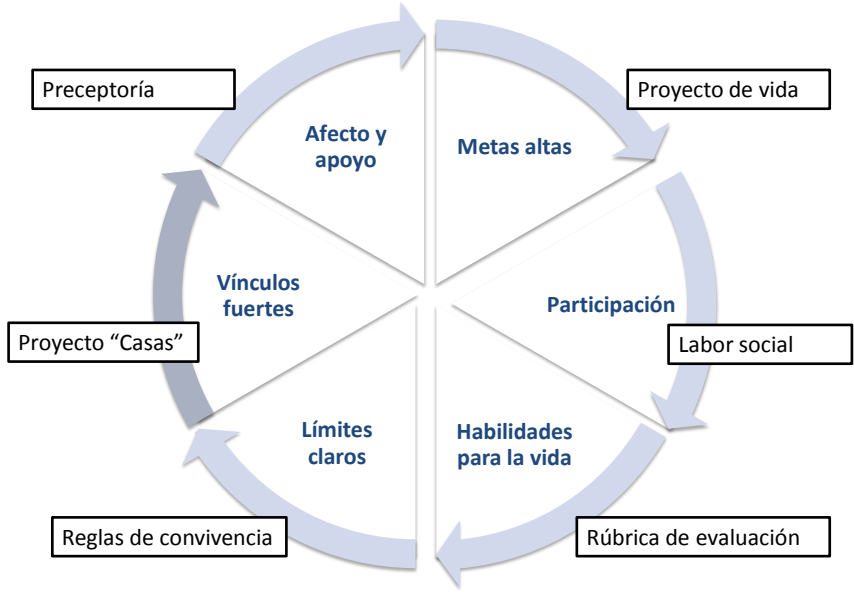 Preceptoría
Proyecto de vida
Afecto y
apoyo
Metas altas
Vínculos
fuertes
Participación
Proyecto “Casas”
Labor social
Límites
claros
Habilidades
para la vida
Reglas de convivencia
Rúbrica de evaluación